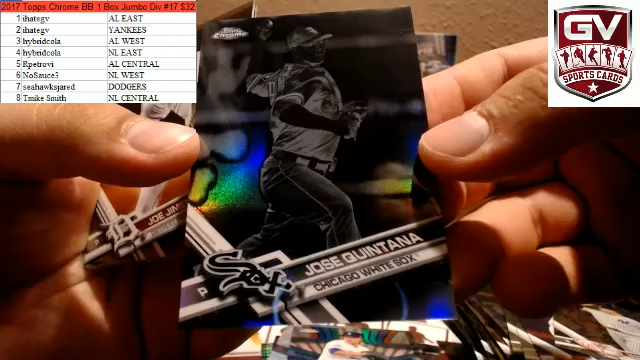 2017 Topps Chrome BB 1 Box Jumbo Div #17 $32
1 ihategv AL EAST
2 ihategv YANKEES
3 hybridcola AL WEST
4 hybridcola NL EAST
5 Rpetrovi AL CENTRAL
6 NoSauce3 NL WEST
7 seahawksjared DODGERS
8 Tmike Smith NL CENTRAL
GV
SPORTS CARDS
Topps
Chrome
JOE JIM
P
SOX
JOSE QUINTANA
CHICAGO WHITE SOX
P